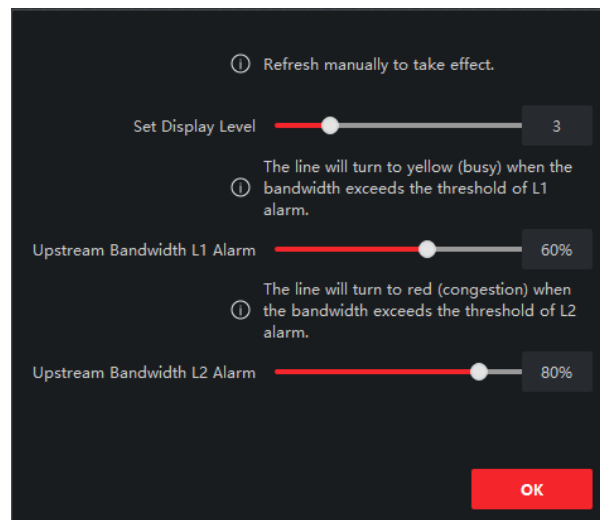 Refresh manually to take effect.
Set Display Level
3
The line will turn to yellow (busy) when the
bandwidth exceeds the threshold of L1
alarm.
Upstream Bandwidth L1 Alarm
60%
The line will turn to red (congestion) when
the bandwidth exceeds the threshold of L2
alarm.
Upstream Bandwidth L2 Alarm
80%
OK